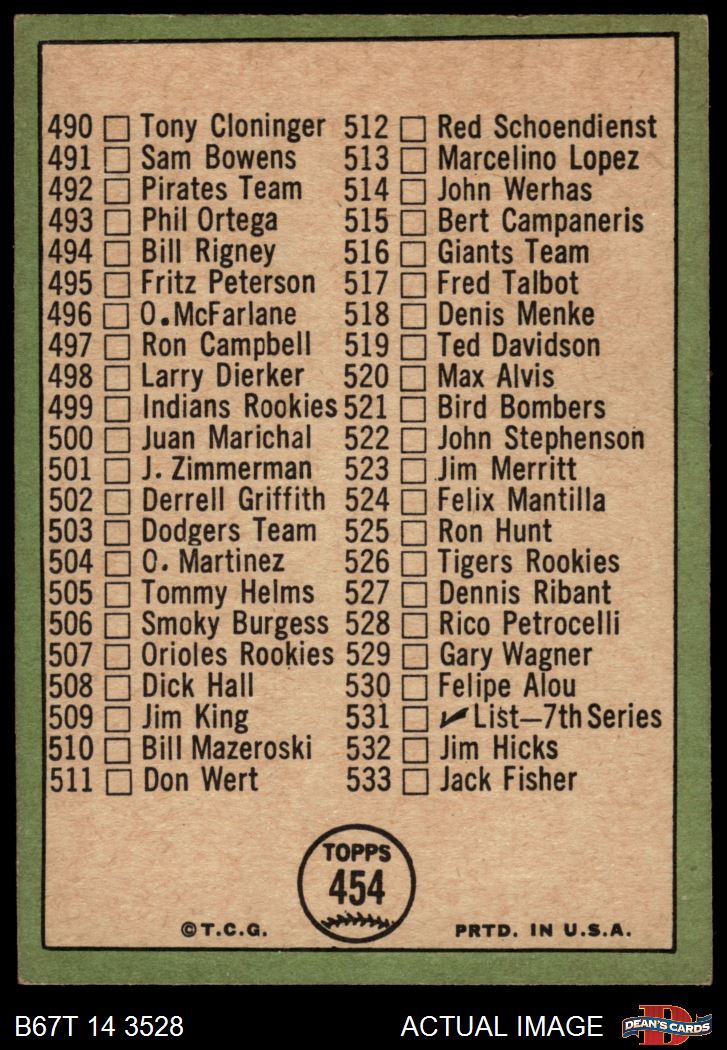 490 Tony Cloninger
491 Sam Bowens
492 Pirates Team
493 Phil Ortega
494 Bill Rigney
495 Fritz Peterson
496 O.McFarlane
497 Ron Campbell
498 Larry Dierker
499 Indians Rookies
500 Juan Marichal
501 J. Zimmerman
502 Derrell Griffith
503 Dodgers Team
504 O. Martinez
505 Tommy Helms
506 Smoky Burgess
507 Orioles Rookies
508 Dick Hall
509 Jim King
510 Bill Mazeroski
511 Don Wert
512 Red Schoendienst
513 Marcelino Lopez
514 John Werhas
515 Bert Campaneris
516 Giants Team
517 Fred Talbot
518 Denis Menke
519 Ted Davidson
520 Max Alvis
521 Bird Bombers
522 John Stephenson
523 Jim Merritt
524 Felix Mantilla
525 Ron Hunt
526 Tigers Rookies
527 Dennis Ribant
528 Rico Petrocelli
529 Gary Wagner
530 Felipe Alou
531 List—7th Series
532 Jim Hicks
533 Jack Fisher
TOPPS
454
©T.C.G.
PRTD. IN U.S.A.
B67T 14 3528
ACTUAL IMAGE
D
DEAN'S CARDS